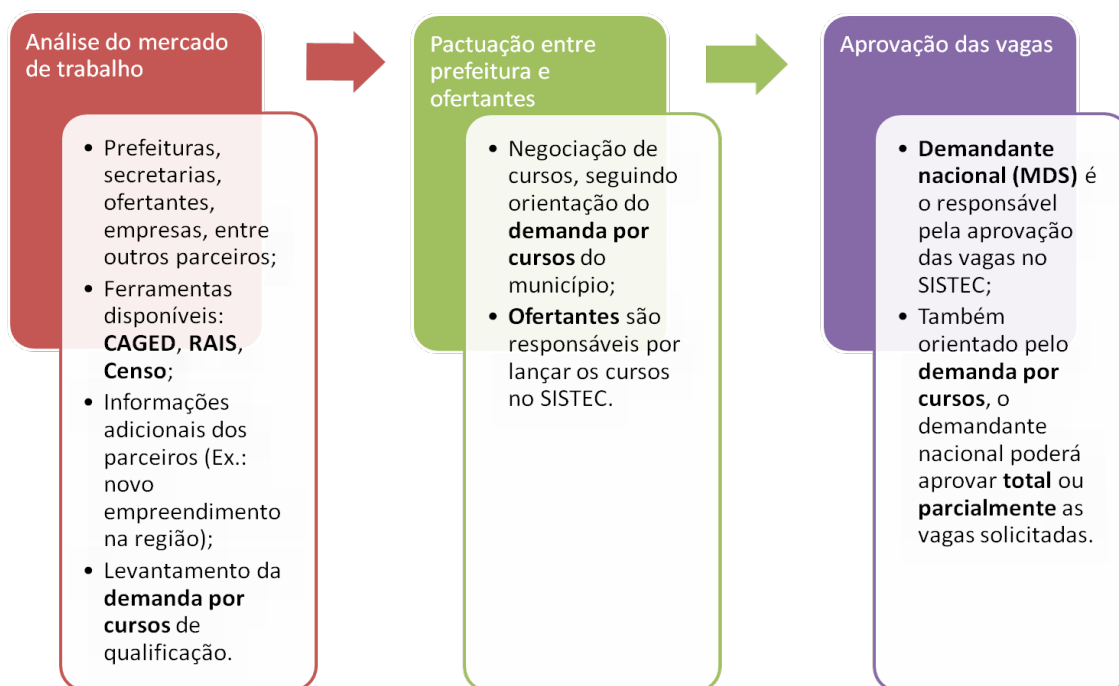 Análise do mercado
de trabalho
• Prefeituras,
secretarias,
ofertantes,
empresas, entre
outros parceiros;
• Ferramentas
disponíveis:
CAGED, RAIS,
Censo;
• Informações
adicionais dos
parceiros (Ex.:
novo
empreendimento
na região);
• Levantamento da
demanda por
cursos de
qualificação.
Pactuação entre
prefeitura e
ofertantes
• Negociação de
cursos, seguindo
orientação do
demanda por
cursos do
município;
• Ofertantes são
responsáveis por
lançar os cursos
no SISTEC.
Aprovação das vagas
• Demandante
nacional (MDS) é
o responsável
pela aprovação
das vagas no
SISTEC;
• Também
orientado pelo
demanda por
cursos, o
demandante
nacional poderá
aprovar total ou
parcialmente as
vagas solicitadas.